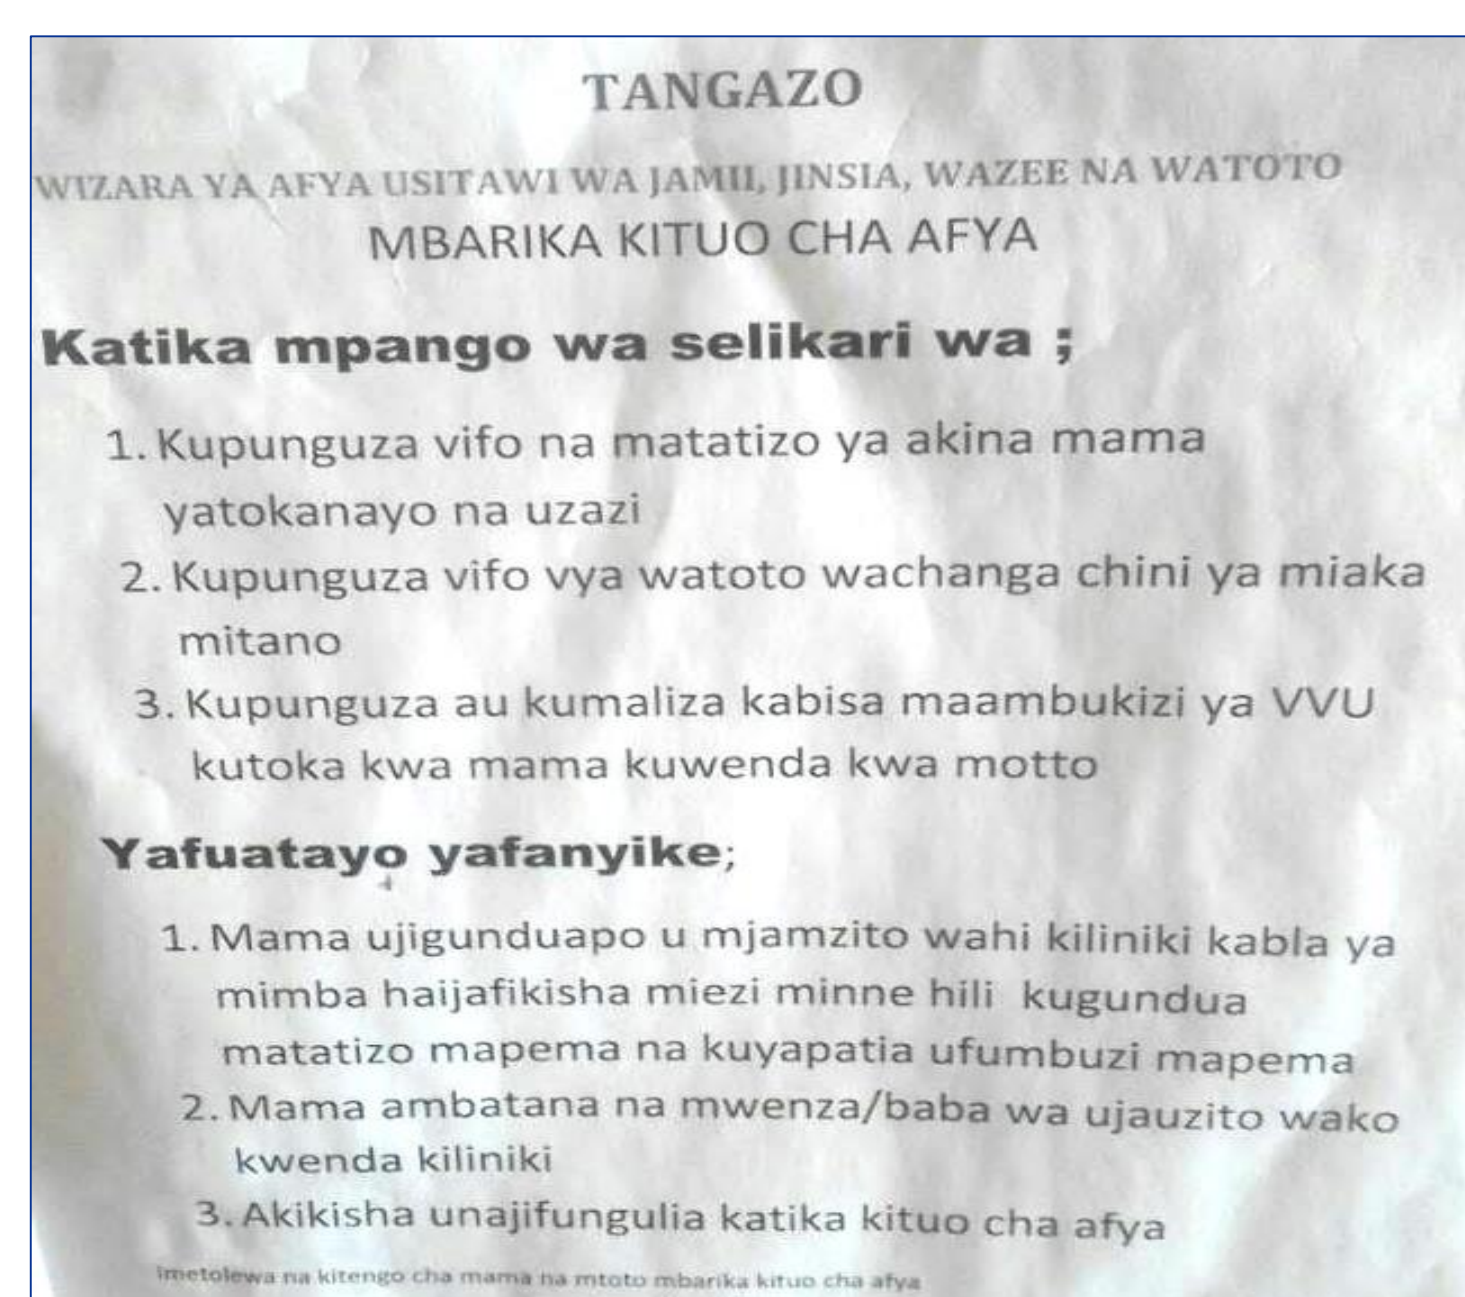 TANGAZO
WIZARA YA AFYA USITAWI WA JAMII, JINSIA, WAZEE NA WATOTO
MBARIKA KITUO CHA AFYA
Katika mpango wa selikari wa ;
1. Kupunguza vifo na matatizo ya akina mama
yatokanayo na uzazi
2. Kupunguza vifo vya watoto wachanga chini ya miaka
mitano
3. Kupunguza au kumaliza kabisa maambukizi ya VVU
kutoka kwa mama kuwenda kwa motto
Yafuatayo yafanyike;
1. Mama ujigunduapo u mjamzito wahi kiliniki kabla ya
mimba haijafikisha miezi minne hili kugundua
matatizo mapema na kuyapatia ufumbuzi mapema
2. Mama ambatana na mwenza/baba wa ujauzito wako
kwenda kiliniki
3. Akikisha unajifungulia katika kituo cha afya
imetolewa na kitengo cha mama na mtoto mbarika kituo cha afya